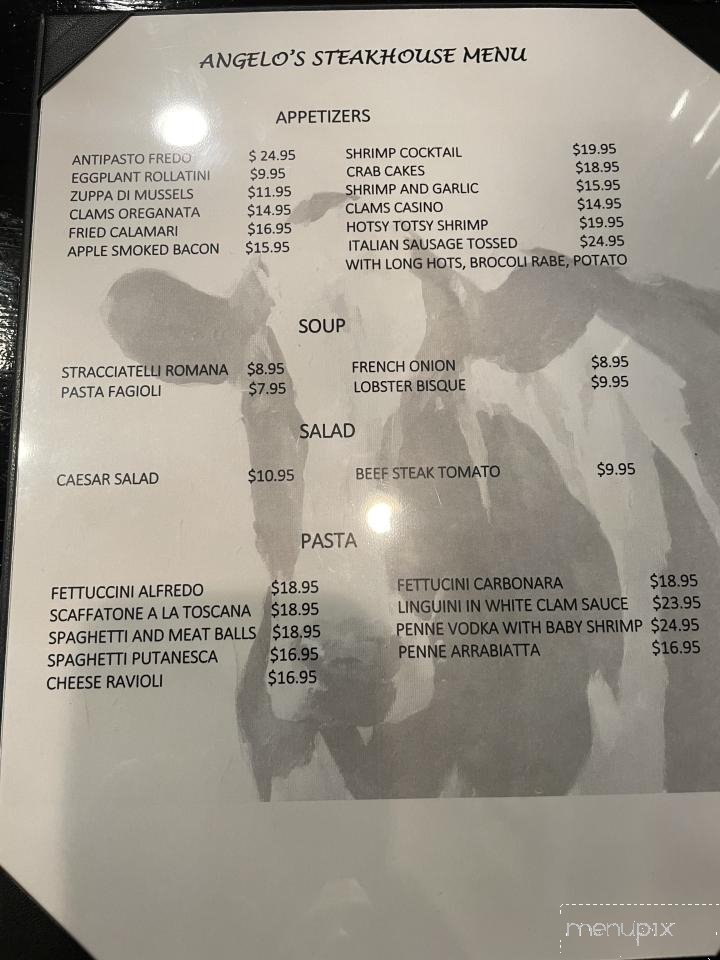 ANGELO'S STEAKHOUSE MENU
APPETIZERS
ANTIPASTO FREDO $ 24.95
EGGPLANT ROLLATINI $9.95
ZUPPA DI MUSSELS $11.95
CLAMS OREGANATA $14.95
FRIED CALAMARI $16.95
APPLE SMOKED BACON $15.95
SHRIMP COCKTAIL $19.95
CRAB CAKES $18.95
SHRIMP AND GARLIC $15.95
CLAMS CASINO $14.95
HOTSY TOTSY SHRIMP $19.95
ITALIAN SAUSAGE TOSSED $24.95
WITH LONG HOTS, BROCOLI RABE, POTATO
SOUP
STRACCIATELLI ROMANA $8.95
PASTA FAGIOLI $7.95
FRENCH ONION $8.95
LOBSTER BISQUE $9.95
SALAD
CAESAR SALAD $10.95
BEEF STEAK TOMATO $9.95
PASTA
FETTUCCINI ALFREDO $18.95
SCAFFATONE A LA TOSCANA $18.95
SPAGHETTI AND MEAT BALLS $18.95
SPAGHETTI PUTANESCA $16.95
CHEESE RAVIOLI $16.95
FETTUCINI CARBONARA $18.95
LINGUINI IN WHITE CLAM SAUCE $23.95
PENNE VODKA WITH BABY SHRIMP $24.95
PENNE ARRABIATTA $16.95
menupix